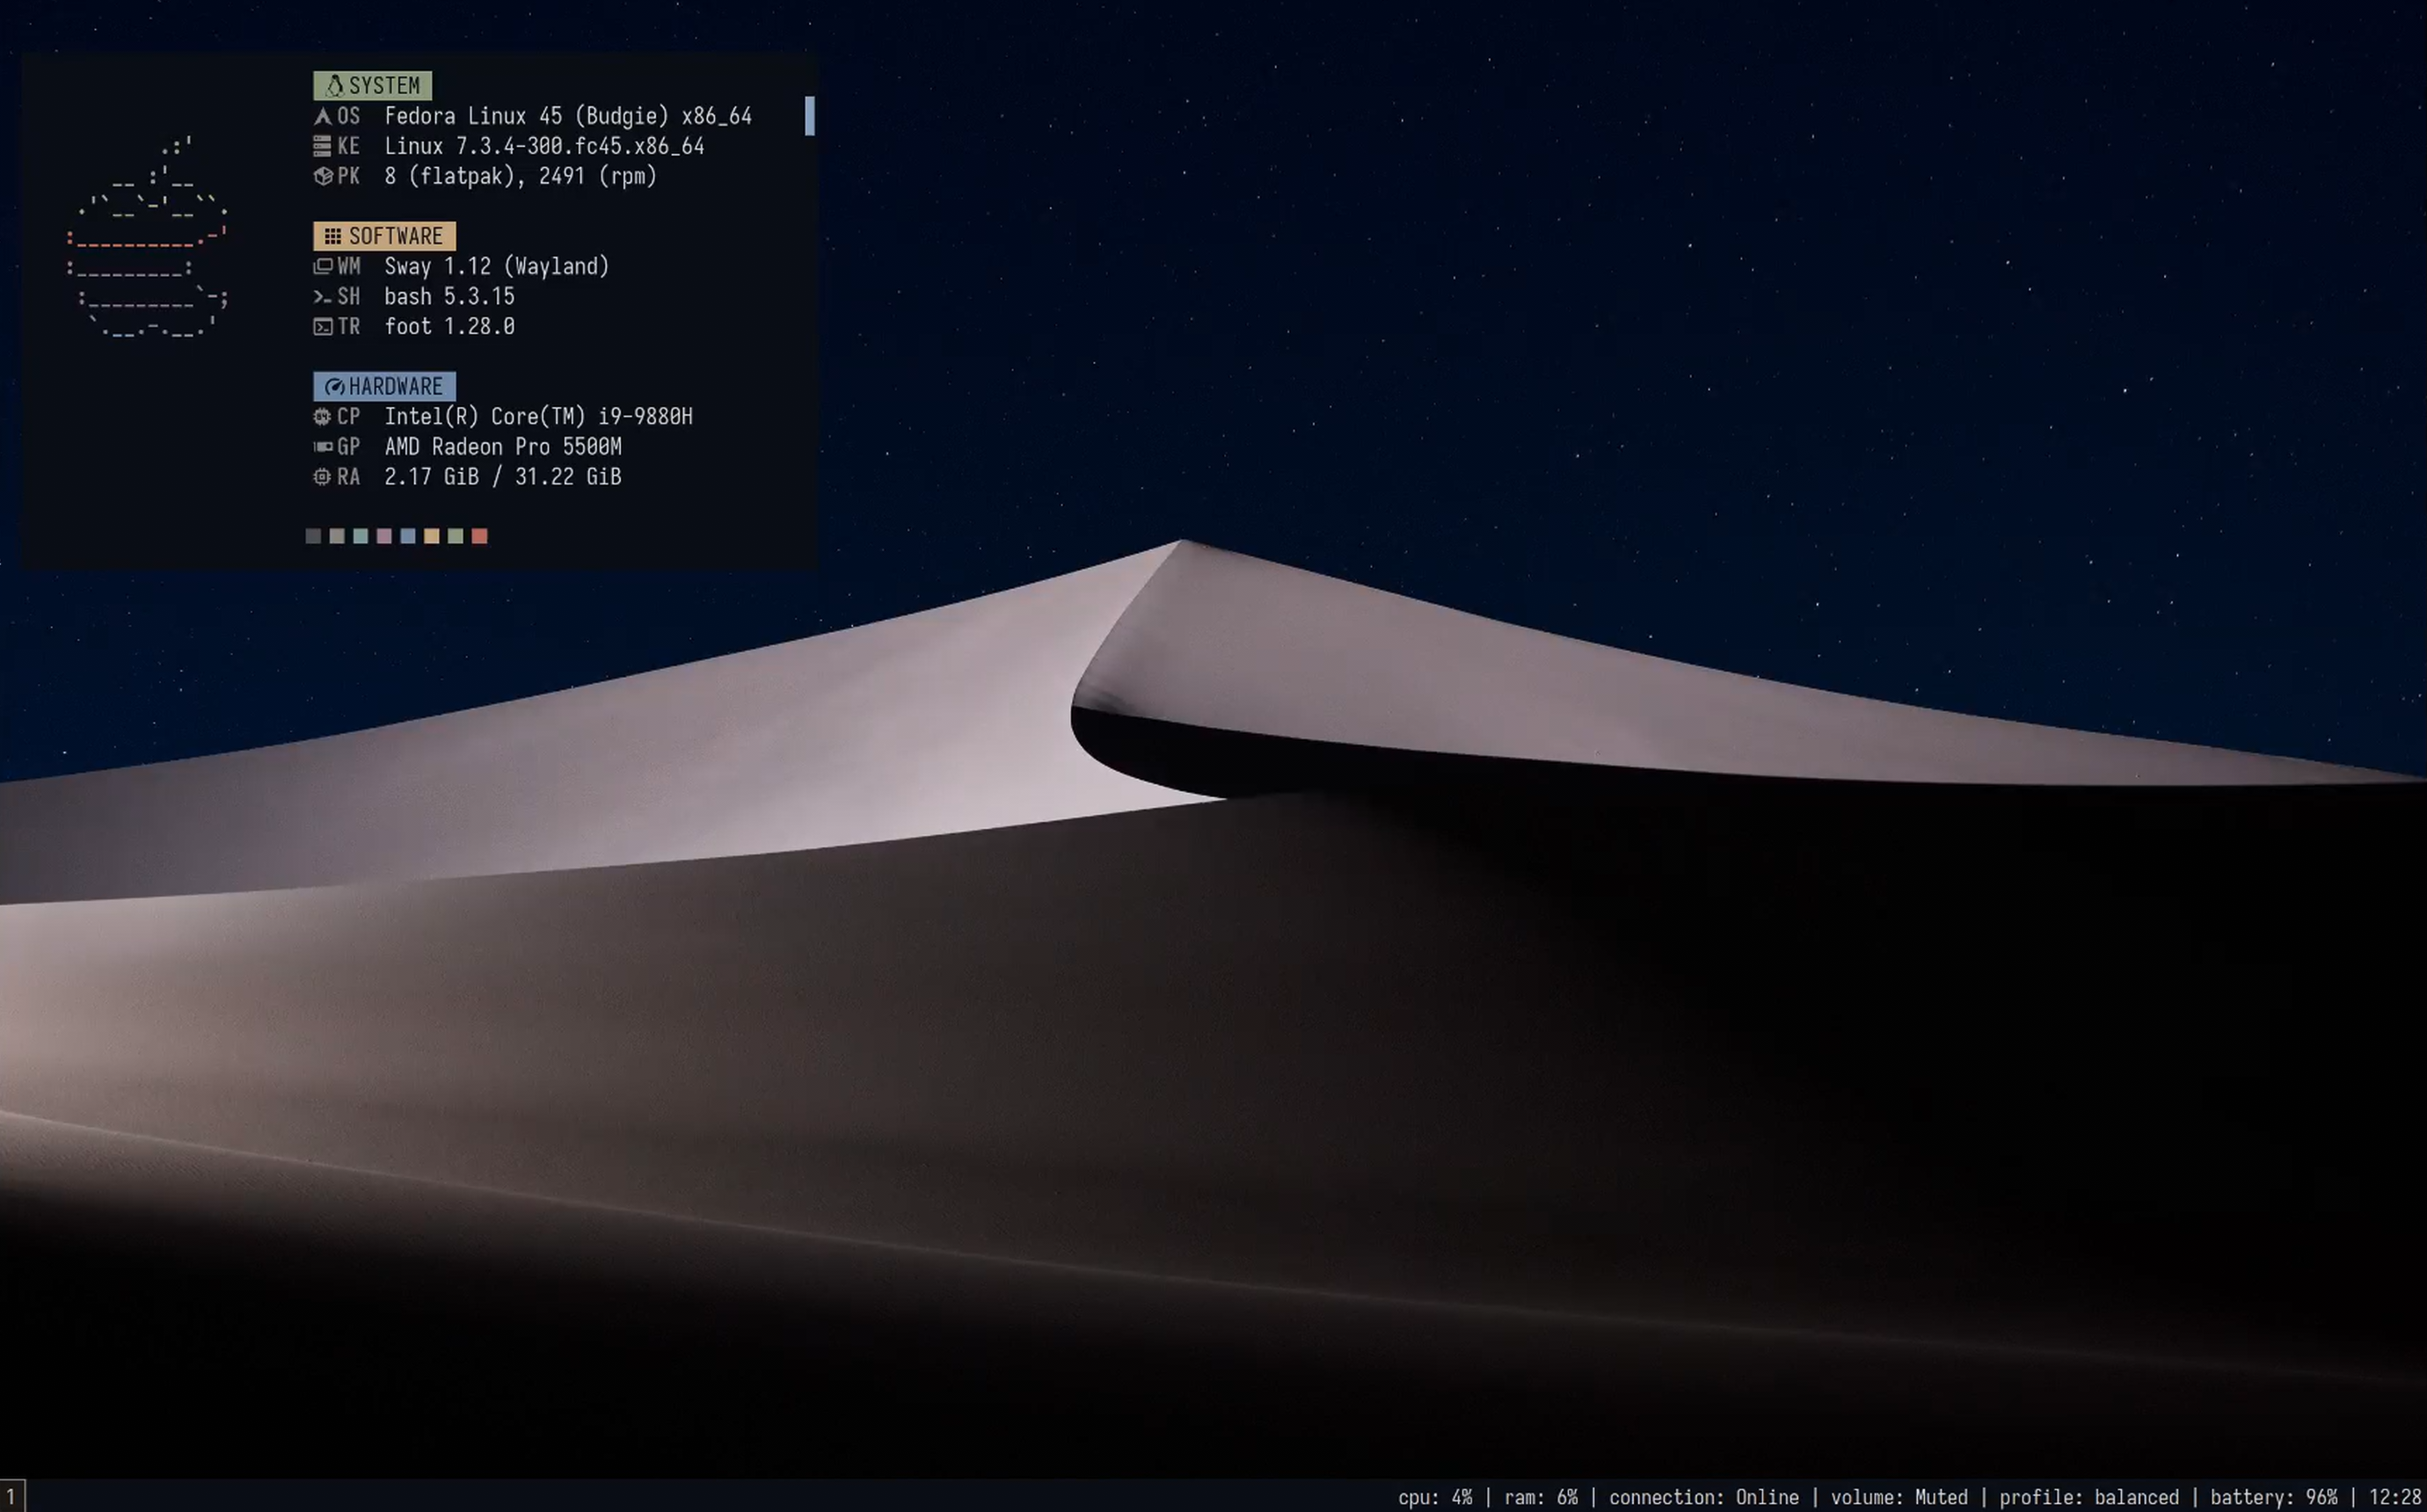 SYSTEM
OS Fedora Linux 45 (Budgie) x86_64
KE Linux 7.3.4-300.fc45.x86_64
PK 8 (flatpak), 2491 (rpm)
SOFTWARE
WM Sway 1.12 (Wayland)
SH bash 5.3.15
TR foot 1.28.0
HARDWARE
CP Intel(R) Core(TM) i9-9880H
GP AMD Radeon Pro 5500M
RA 2.17 GiB / 31.22 GiB
1
cpu: 4% | ram: 6% | connection: Online | volume: Muted | profile: balanced | battery: 96% | 12:28